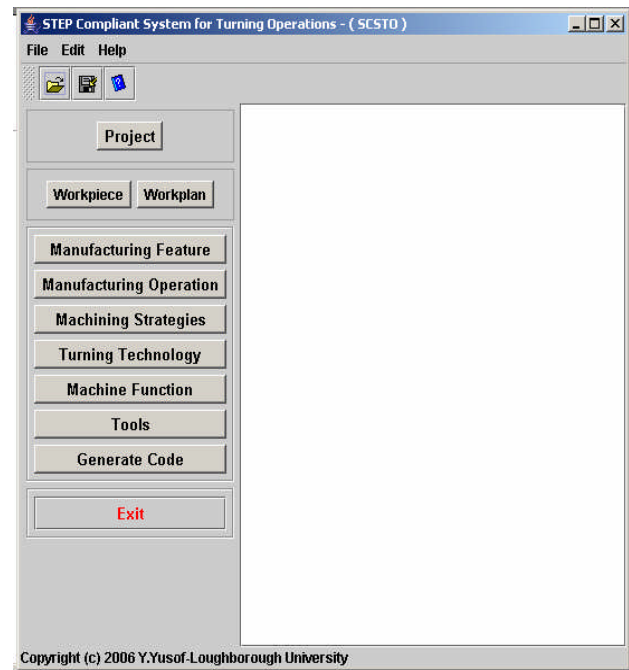 STEP Compliant System for Turning Operations - ( SCSTO )
File Edit Help
Project
Workpiece Workplan
Manufacturing Feature
Manufacturing Operation
Machining Strategies
Turning Technology
Machine Function
Tools
Generate Code
Exit
Copyright (c) 2006 Y.Yusof-Loughborough University